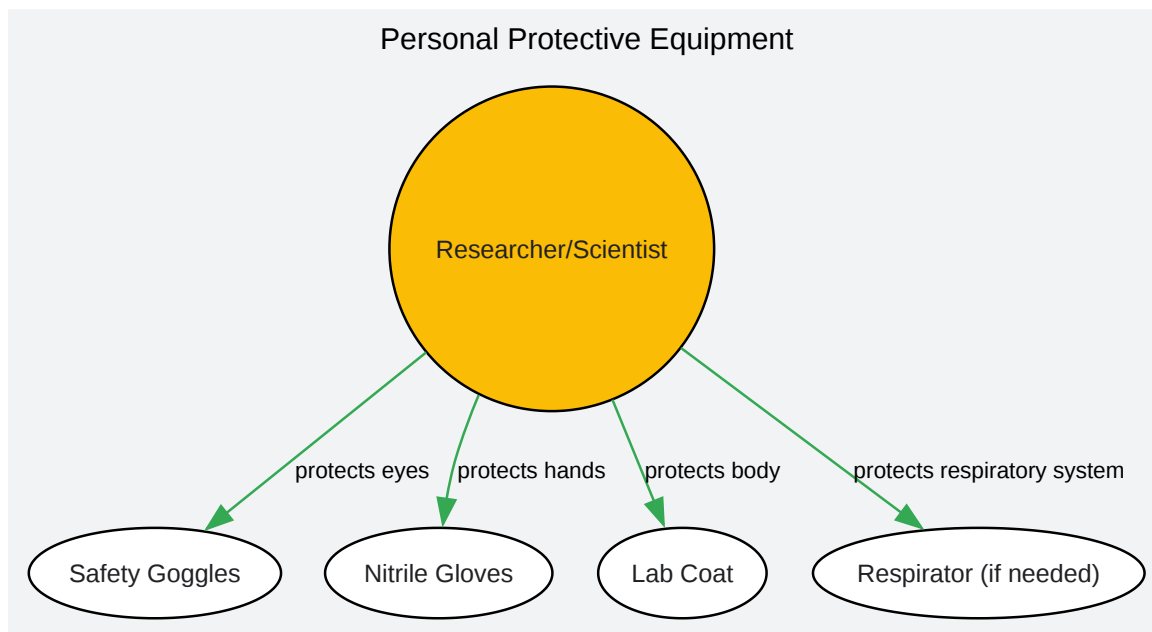 Personal Protective Equipment
Researcher/Scientist
protects eyes
protects hands
protects body
protects respiratory system
Safety Goggles
Nitrile Gloves
Lab Coat
Respirator (if needed)